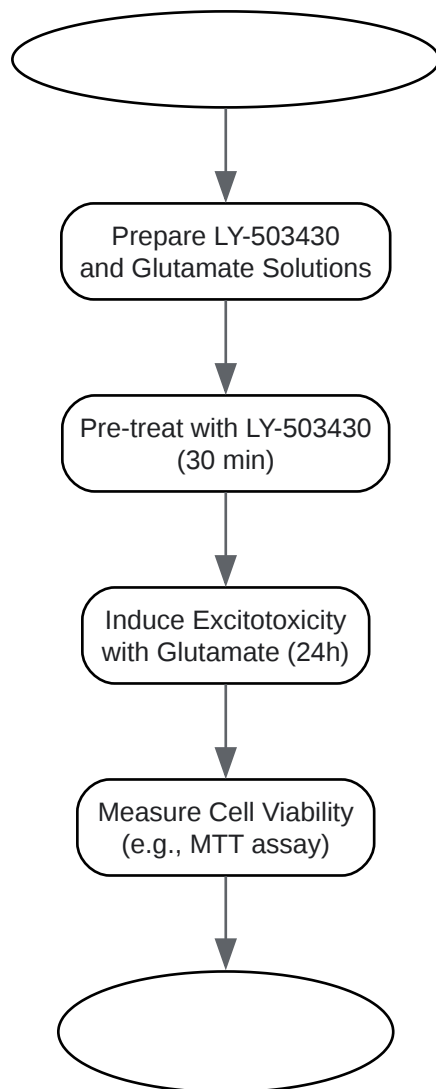 Prepare LY-503430
and Glutamate Solutions
Pre-treat with LY-503430
(30 min)
Induce Excitotoxicity
with Glutamate (24h)
Measure Cell Viability
(e.g., MTT assay)